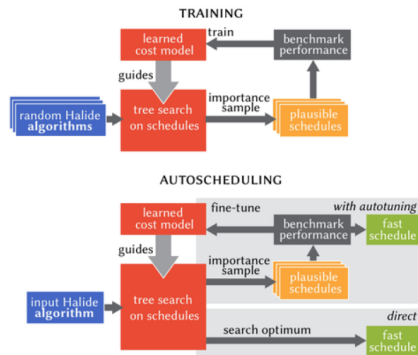 TRAINING
learned
cost model
train
benchmark
performance
guides
random Halide
algorithms
tree search
on schedules
importance
sample
plausible
schedules
AUTOSCHEDULING
learned
cost model
fine-tune
with autotuning
benchmark
performance
fast
schedule
guides
importance
sample
plausible
schedules
input Halide
algorithm
tree search
on schedules
direct
search optimum
fast
schedule